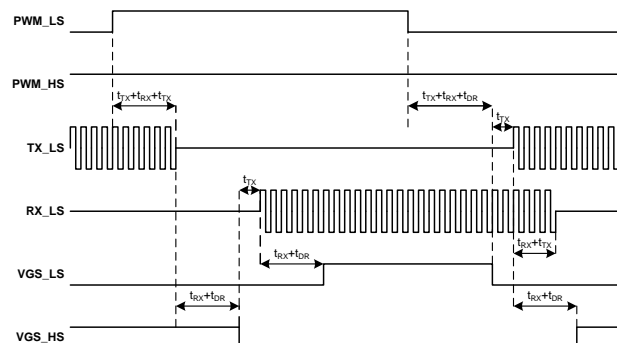 PWM_LS
PWM_HS
tTX+tRX+tTX
tTX+tRX+tDR
tTX
TX_LS
tTX
RX_LS
tRX+tTX
tRX+tDR
VGS_LS
tRX+tDR
tRX+tDR
VGS_HS